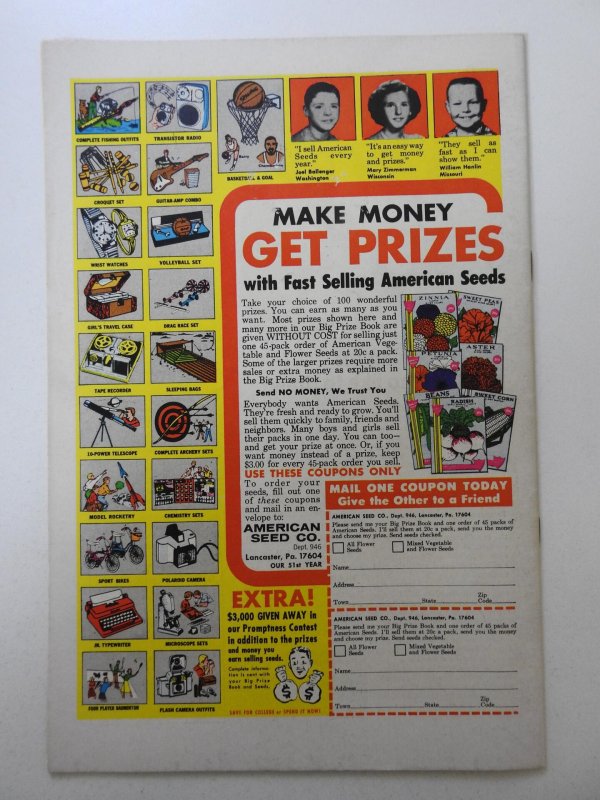 COMPLETE FISHING OUTFITS
TRANSISTOR RADIO
CROQUET SET
GUITAR-AMP COMBO
BASKETBALL & GOAL
WRIST WATCHES
VOLLEYBALL SET
GIRL'S TRAVEL CASE
DRAG RACE SET
TAPE RECORDER
SLEEPING BAGS
10-POWER TELESCOPE
COMPLETE ARCHERY SETS
MODEL ROCKETRY
CHEMISTRY SETS
SPORT BIKES
POLAROID CAMERA
JR. TYPEWRITER
MICROSCOPE SETS
FOUR PLAYER BADMINTON
FLASH CAMERA OUTFITS
"I sell American
Seeds every
year."
Joel Ballenger
Washington
"It's an easy way
to get money
and prizes."
Mary Zimmerman
Wisconsin
"They sell as
fast as I can
show them."
William Hanlin
Missouri
MAKE MONEY
GET PRIZES
with Fast Selling American Seeds
Take your choice of 100 wonderful
prizes. You can earn as many as you
want. Most prizes shown here and
many more in our Big Prize Book are
given WITHOUT COST for selling just
one 45-pack order of American Vege-
table and Flower Seeds at 20c a pack.
Some of the larger prizes require more
sales or extra money as explained in
the Big Prize Book.
Send NO MONEY, We Trust You
Everybody wants American Seeds.
They're fresh and ready to grow. You'll
sell them quickly to family, friends and
neighbors. Many boys and girls sell
their packs in one day. You can too—
and get your prize at once. Or, if you
want money instead of a prize, keep
$3.00 for every 45-pack order you sell.
ZINNIA
SWEET PEAS
PETUNIA
ASTER
BEANS
RADISH
SWEET CORN
USE THESE COUPONS ONLY
To order your
seeds, fill out one
of these coupons
and mail in an en-
velope to:
AMERICAN
SEED CO.
Dept. 946
Lancaster, Pa. 17604
OUR 51st YEAR
MAIL ONE COUPON TODAY
Give the Other to a Friend
AMERICAN SEED CO., Dept. 946, Lancaster, Pa. 17604
Please send me your Big Prize Book and one order of 45 packs of
American Seeds. I'll sell them at 20c a pack, send you the money
and choose my prize. Send seeds checked.
All Flower
Seeds
Mixed Vegetable
and Flower Seeds
Name
Address
Town State Zip Code
AMERICAN SEED CO., Dept. 946, Lancaster, Pa. 17604
Please send me your Big Prize Book and one order of 45 packs of
American Seeds. I'll sell them at 20c a pack, send you the money
and choose my prize. Send seeds checked.
All Flower
Seeds
Mixed Vegetable
and Flower Seeds
Name
Address
Town State Zip Code
EXTRA!
$3,000 GIVEN AWAY in
our Promptness Contest
in addition to the prizes
and money you
earn selling seeds.
Complete informa-
tion is sent with
your Big Prize
Book and Seeds.
$ $
SAVE FOR COLLEGE or SPEND IT NOW!